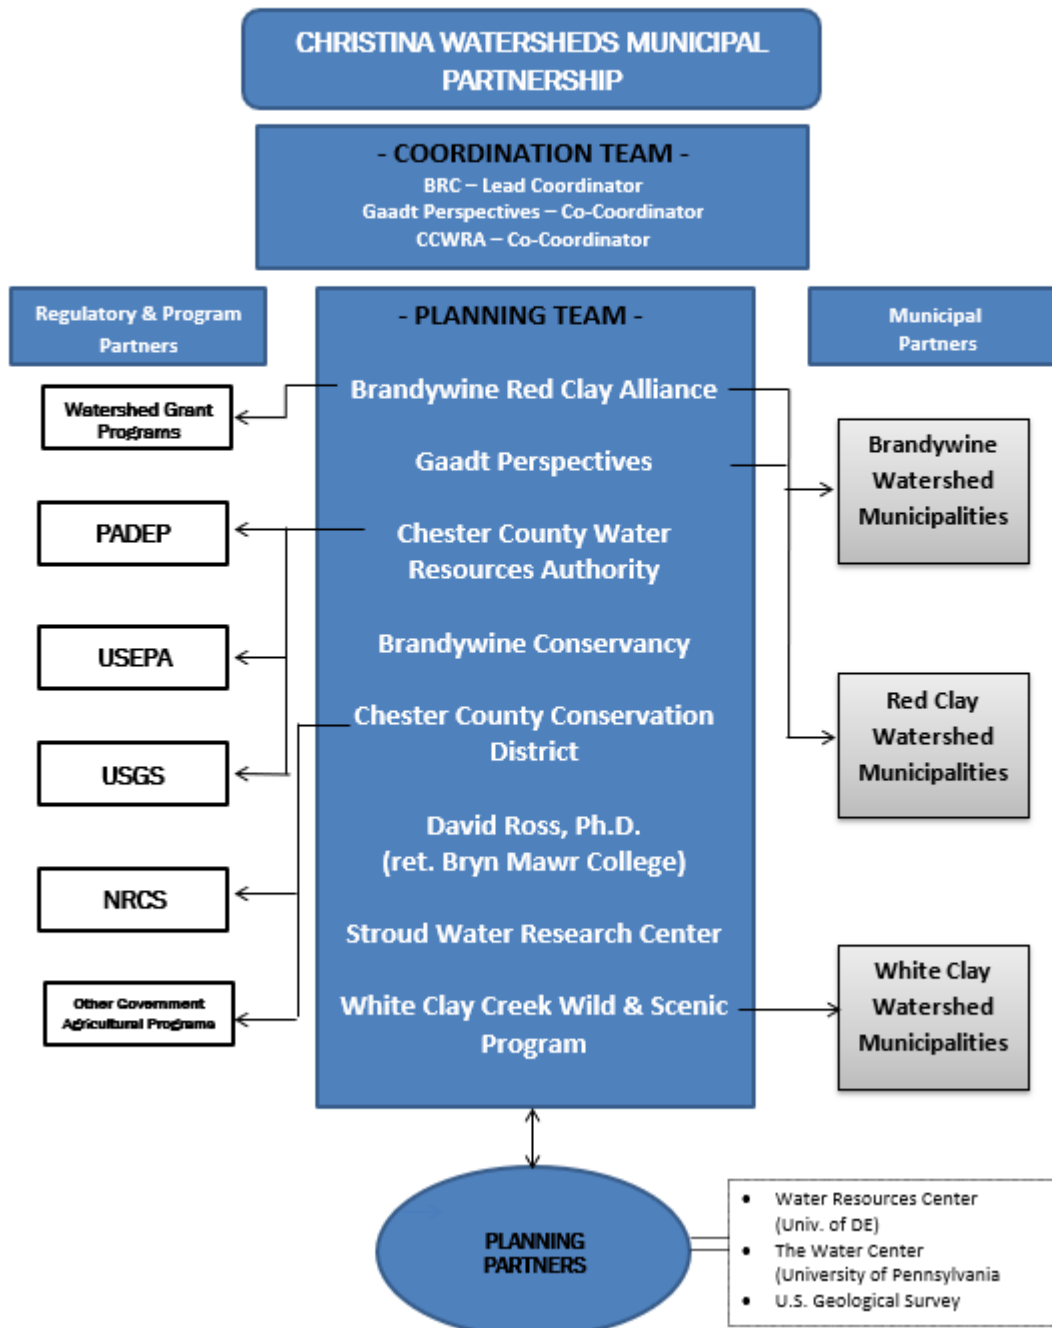 CHRISTINA WATERSHEDS MUNICIPAL
PARTNERSHIP
- COORDINATION TEAM -
BRC – Lead Coordinator
Gaadt Perspectives – Co-Coordinator
CCWRA – Co-Coordinator
Regulatory & Program
Partners
Watershed Grant
Programs
PADEP
USEPA
USGS
NRCS
Other Government
Agricultural Programs
- PLANNING TEAM -
Brandywine Red Clay Alliance
Gaadt Perspectives
Chester County Water
Resources Authority
Brandywine Conservancy
Chester County Conservation
District
David Ross, Ph.D.
(ret. Bryn Mawr College)
Stroud Water Research Center
White Clay Creek Wild & Scenic
Program
Municipal
Partners
Brandywine
Watershed
Municipalities
Red Clay
Watershed
Municipalities
White Clay
Watershed
Municipalities
PLANNING
PARTNERS
• Water Resources Center
(Univ. of DE)
• The Water Center
(University of Pennsylvania
• U.S. Geological Survey